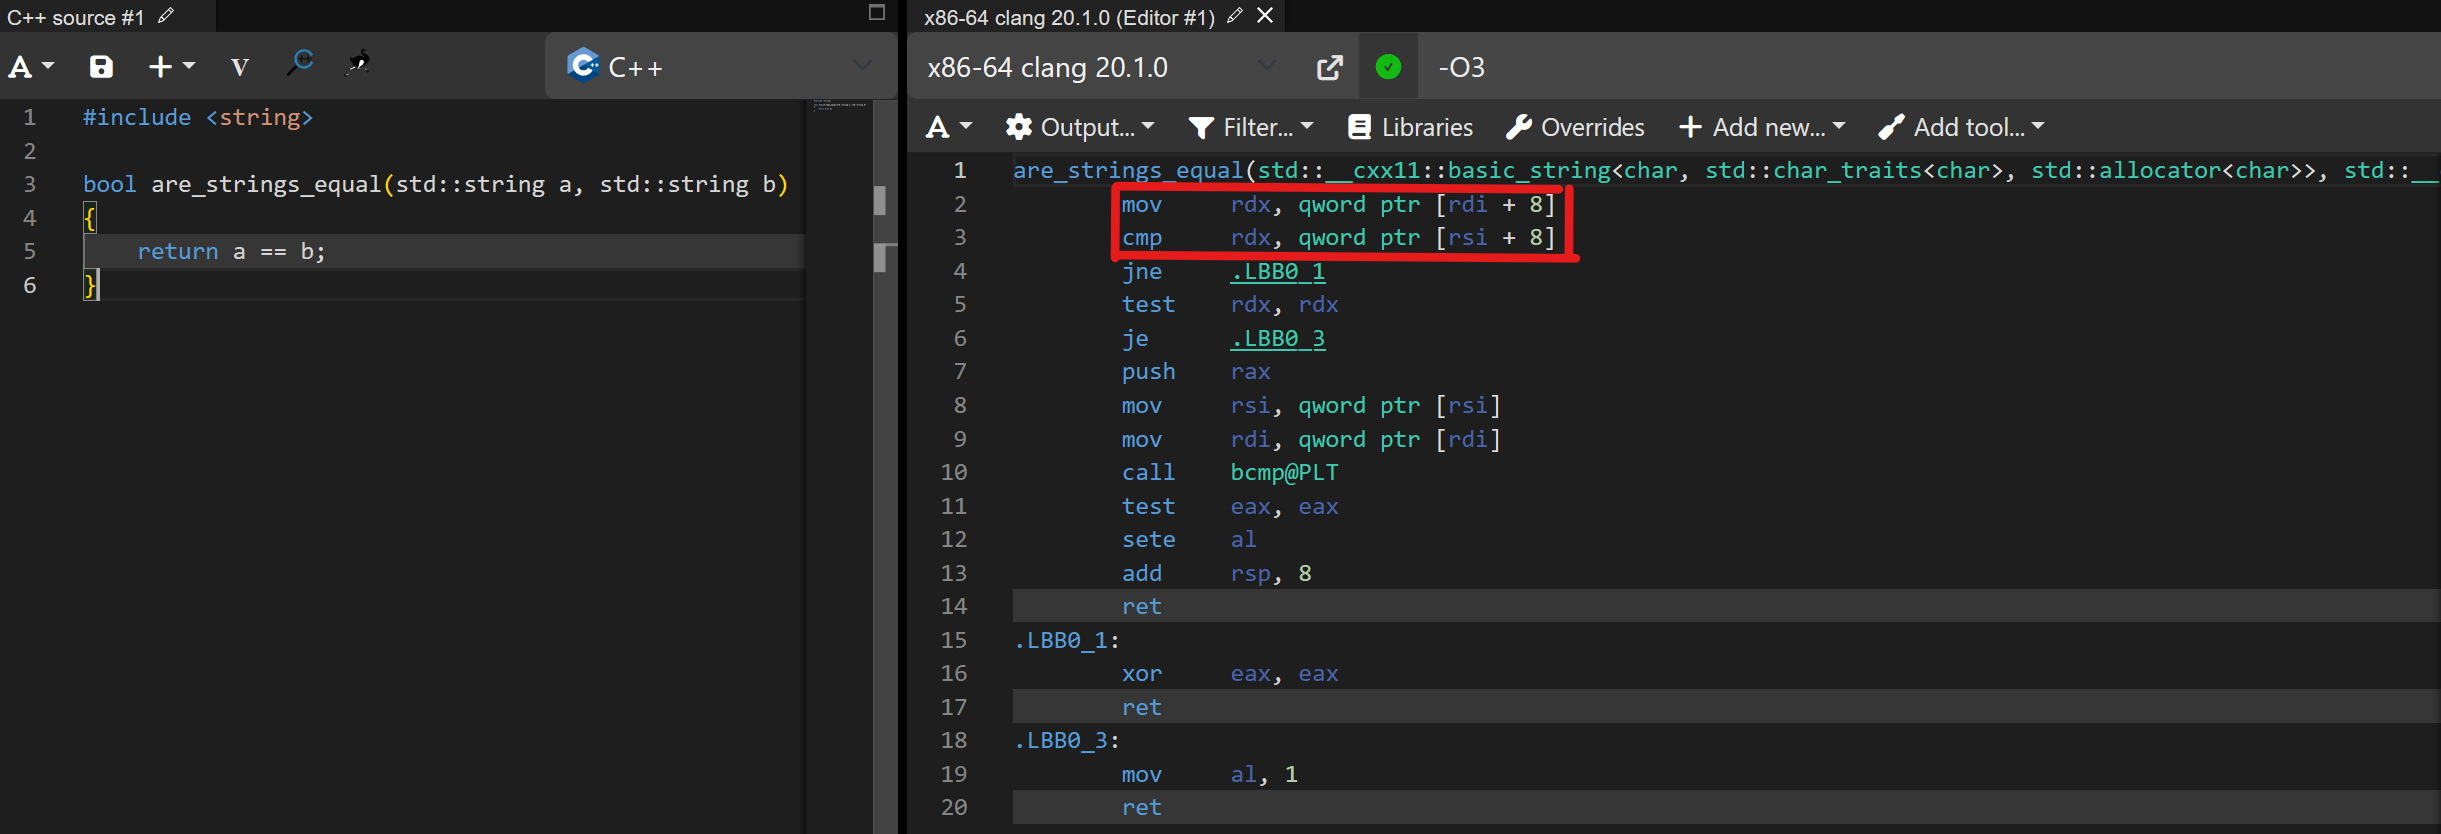 C++ source #1
A
V
C++
1 #include <string>
2
3 bool are_strings_equal(std::string a, std::string b)
4 {
5 return a == b;
6 }
x86-64 clang 20.1.0 (Editor #1)
x86-64 clang 20.1.0
-O3
A Output... Filter... Libraries Overrides Add new... Add tool...
1 are_strings_equal(std::__cxx11::basic_string<char, std::char_traits<char>, std::allocator<char>>, std::__
2 mov rdx, qword ptr [rdi + 8]
3 cmp rdx, qword ptr [rsi + 8]
4 jne .LBB0_1
5 test rdx, rdx
6 je .LBB0_3
7 push rax
8 mov rsi, qword ptr [rsi]
9 mov rdi, qword ptr [rdi]
10 call bcmp@PLT
11 test eax, eax
12 sete al
13 add rsp, 8
14 ret
15 .LBB0_1:
16 xor eax, eax
17 ret
18 .LBB0_3:
19 mov al, 1
20 ret